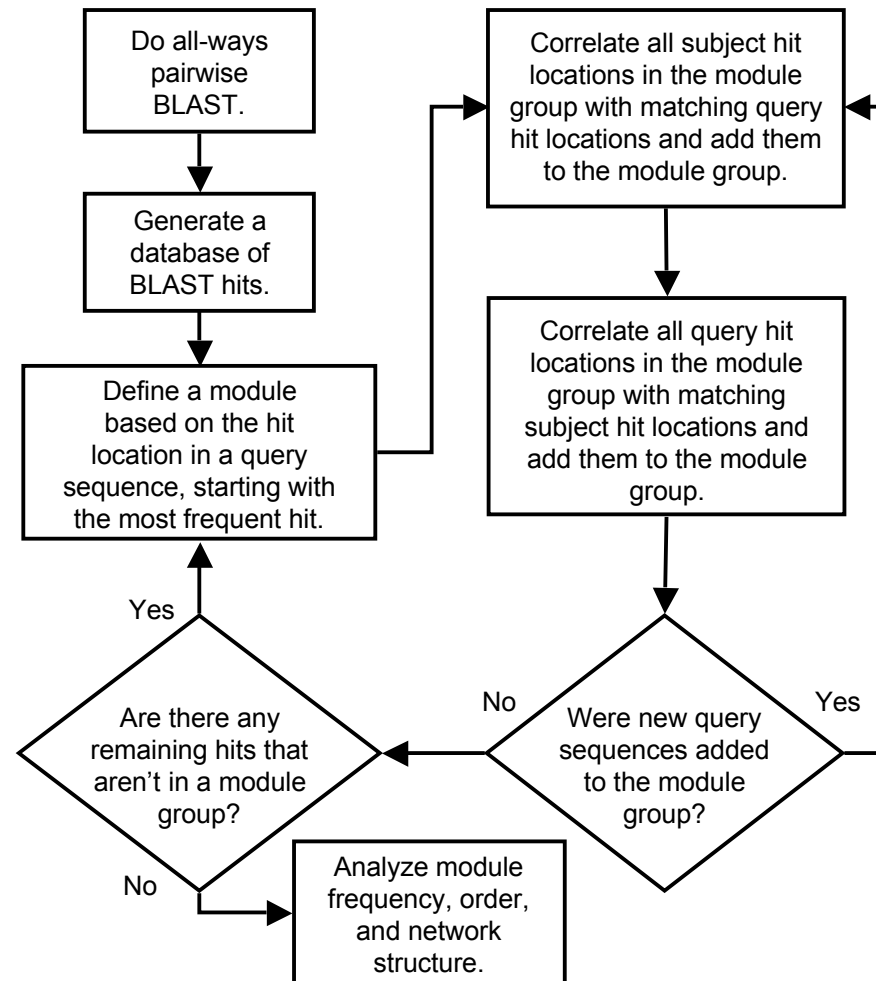 Do all-ways
pairwise
BLAST.
Generate a
database of
BLAST hits.
Define a module
based on the hit
location in a query
sequence, starting with
the most frequent hit.
Correlate all subject hit
locations in the module
group with matching query
hit locations and add them
to the module group.
Correlate all query hit
locations in the module
group with matching
subject hit locations and
add them to the module
group.
Were new query
sequences added
to the module
group?
Yes
No
Are there any
remaining hits that
aren't in a module
group?
Yes
No
Analyze module
frequency, order,
and network
structure.